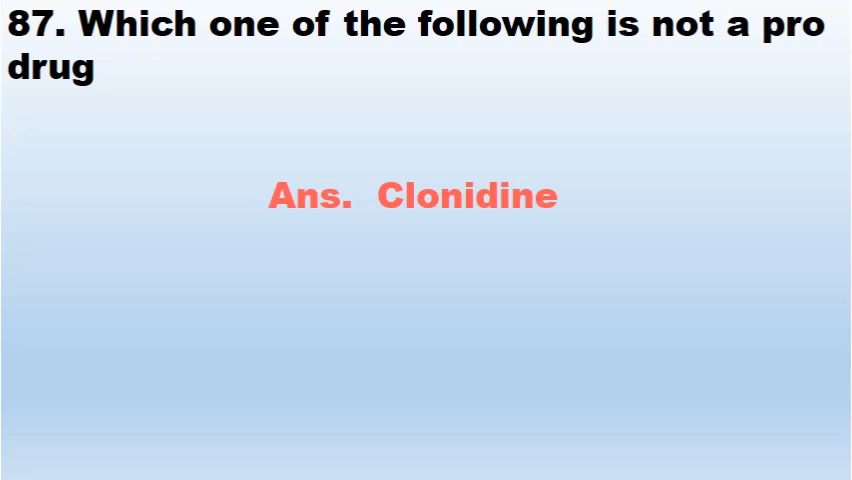 87. Which one of the following is not a pro
drug
Ans. Clonidine